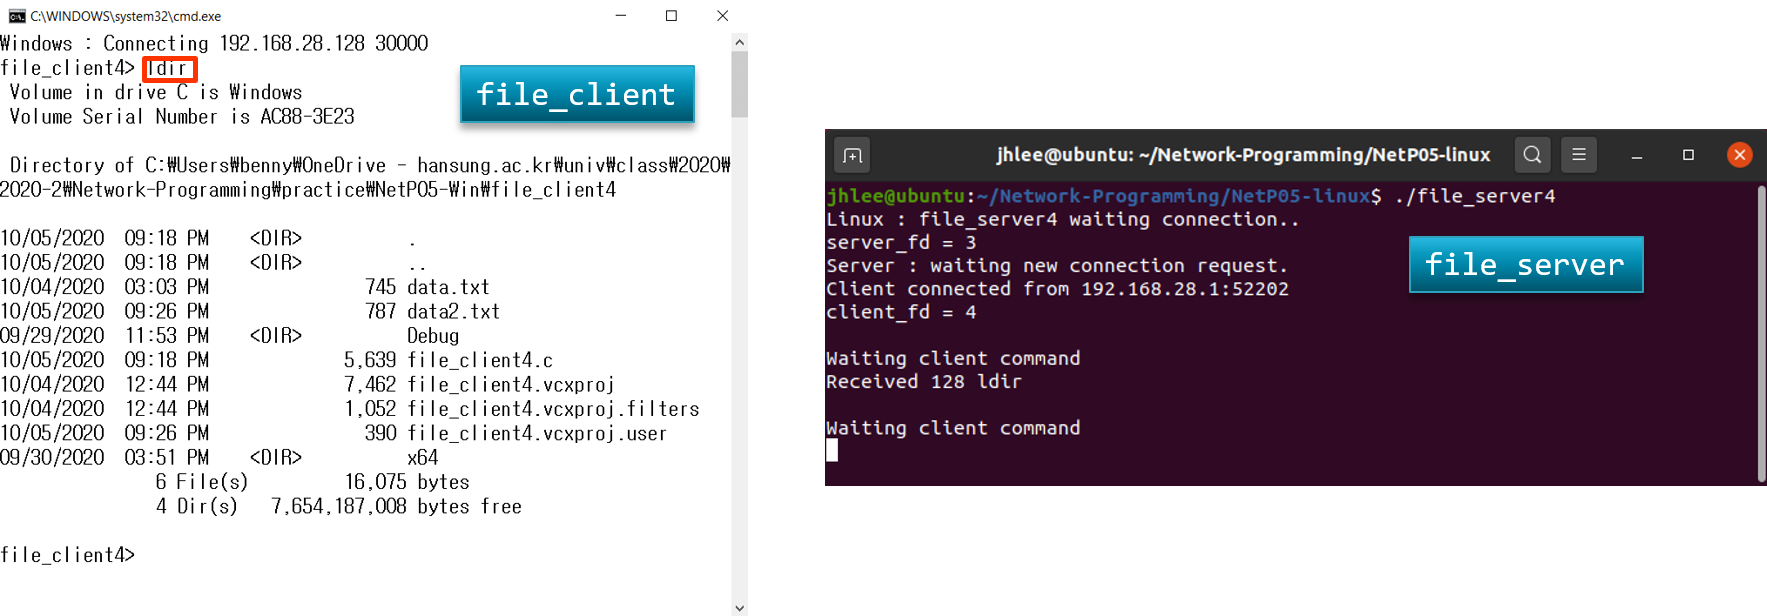 C:\WINDOWS\system32\cmd.exe
Windows : Connecting 192.168.28.128 30000
file_client4> ldir
Volume in drive C is Windows
Volume Serial Number is AC88-3E23
Directory of C:₩Users₩benny₩OneDrive - hansung.ac.kr₩univ₩class₩2020₩
2020-2₩Network-Programming₩practice₩NetP05-Win₩file_client4
10/05/2020  09:18 PM    <DIR>          .
10/05/2020  09:18 PM    <DIR>          ..
10/04/2020  03:03 PM               745 data.txt
10/05/2020  09:26 PM               787 data2.txt
09/29/2020  11:53 PM    <DIR>          Debug
10/05/2020  09:18 PM             5,639 file_client4.c
10/04/2020  12:44 PM             7,462 file_client4.vcxproj
10/04/2020  12:44 PM             1,052 file_client4.vcxproj.filters
10/05/2020  09:26 PM               390 file_client4.vcxproj.user
09/30/2020  03:51 PM    <DIR>          x64
6 File(s)         16,075 bytes
4 Dir(s)   7,654,187,008 bytes free
file_client4>
file_client
jhlee@ubuntu: ~/Network-Programming/NetP05-linux
jhlee@ubuntu:~/Network-Programming/NetP05-linux$ ./file_server4
Linux : file_server4 waiting connection..
server_fd = 3
Server : waiting new connection request.
Client connected from 192.168.28.1:52202
client_fd = 4
Waiting client command
Received 128 ldir
Waiting client command
file_server